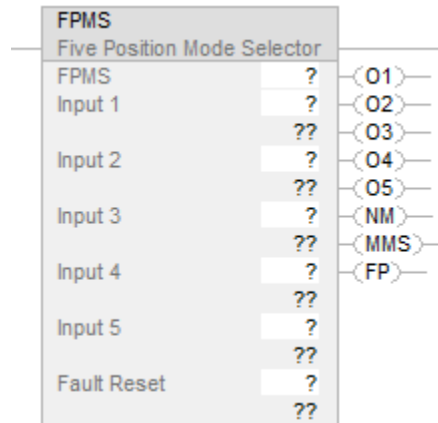 FPMS
Five Position Mode Selector
FPMS ? (O1)
Input 1 ? (O2)
?? (O3)
Input 2 ? (O4)
?? (O5)
Input 3 ? (NM)
?? (MMS)
Input 4 ? (FP)
??
Input 5 ?
??
Fault Reset ?
??